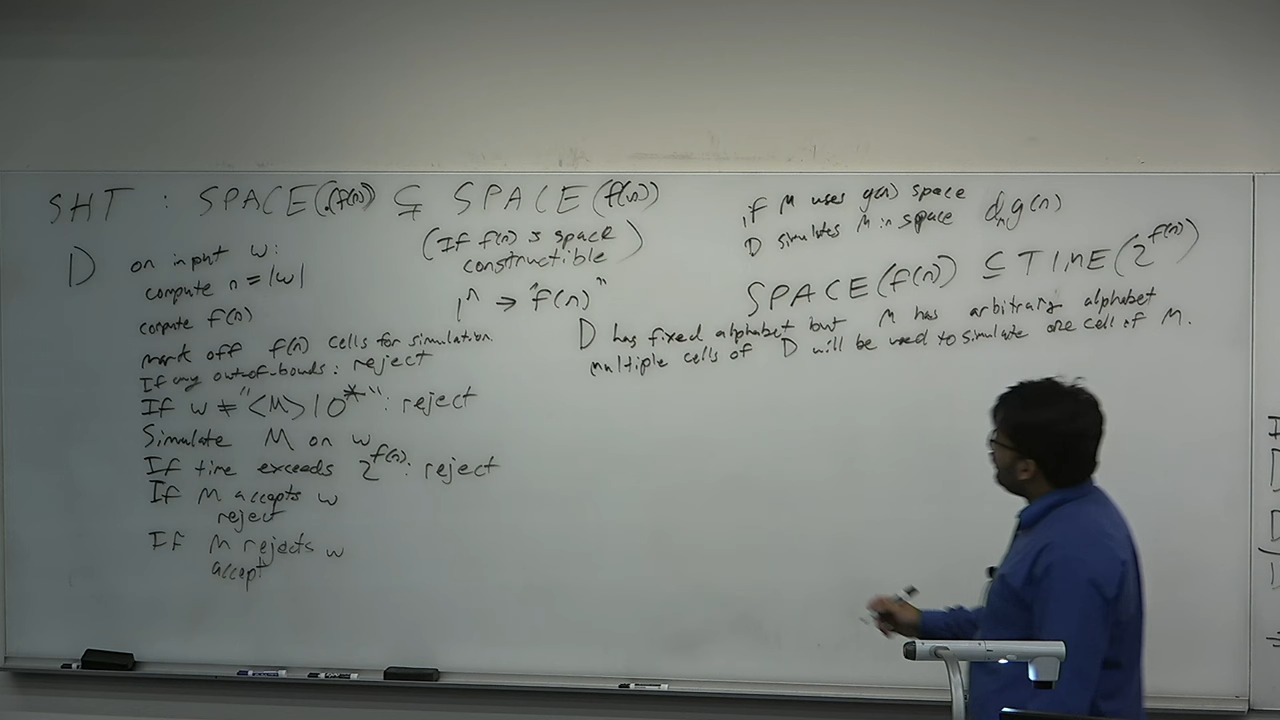 SHT : SPACE(o(f(n))) ⊊ SPACE(f(n))
(If f(n) is space
constructible)
1ⁿ → "f(n)"
D on input w:
compute n = |w|
compute f(n)
mark off f(n) cells for simulation.
If any out-of-bounds: reject
If w ≠ "<M>10*": reject
Simulate M on w
If time exceeds 2^f(n): reject
If M accepts w
reject
If M rejects w
accept
if M uses g(n) space
D simulates M in space d_M g(n)
SPACE(f(n)) ⊆ TIME(2^f(n))
D has fixed alphabet but M has arbitrary alphabet
multiple cells of D will be used to simulate one cell of M.